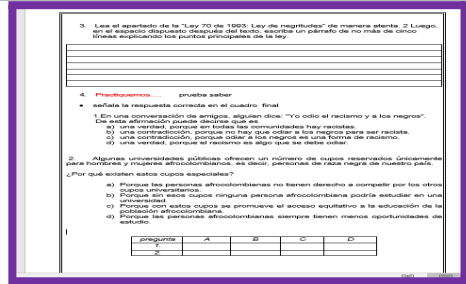 3. Lea el apartado de la "Ley 70 de 1993: Ley de negritudes" de manera atenta. 2 Luego,
en el espacio dispuesto después del texto, escriba un párrafo de no más de cinco
líneas explicando los puntos principales de la ley.
4. Practiquemos.... prueba saber
• señala la respuesta correcta en el cuadro final
1.En una conversación de amigos, alguien dice: "Yo odio el racismo y a los negros".
De esta afirmación puede decirse que es
a) una verdad, porque en todas las comunidades hay racistas.
b) una contradicción, porque no hay que odiar a los negros para ser racista.
c) una contradicción, porque odiar a los negros es una forma de racismo.
d) una verdad, porque el racismo es algo que se debe odiar.
2. Algunas universidades públicas ofrecen un número de cupos reservados únicamente
para hombres y mujeres afrocolombianos, es decir, personas de raza negra de nuestro país.
¿Por qué existen estos cupos especiales?
a) Porque las personas afrocolombianas no tienen derecho a competir por los otros
cupos universitarios.
b) Porque sin esos cupos ninguna persona afrocolombiana podría estudiar en una
universidad.
c) Porque con estos cupos se promueve el acceso equitativo a la educación de la
población afrocolombiana.
d) Porque las personas afrocolombianas siempre tienen menos oportunidades de
estudio.
pregunta A B C D
1.
2.